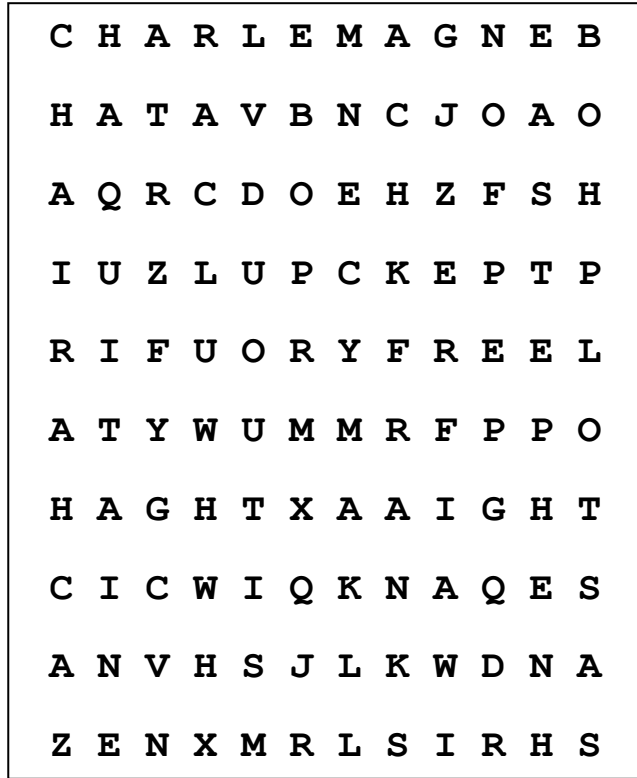 C H A R L E M A G N E B
H A T A V B N C J O A O
A Q R C D O E H Z F S H
I U Z L U P C K E P T P
R I F U O R Y F R E E L
A T Y W U M M R F P P O
H A G H T X A A I G H T
C I C W I Q K N A Q E S
A N V H S J L K W D N A
Z E N X M R L S I R H S